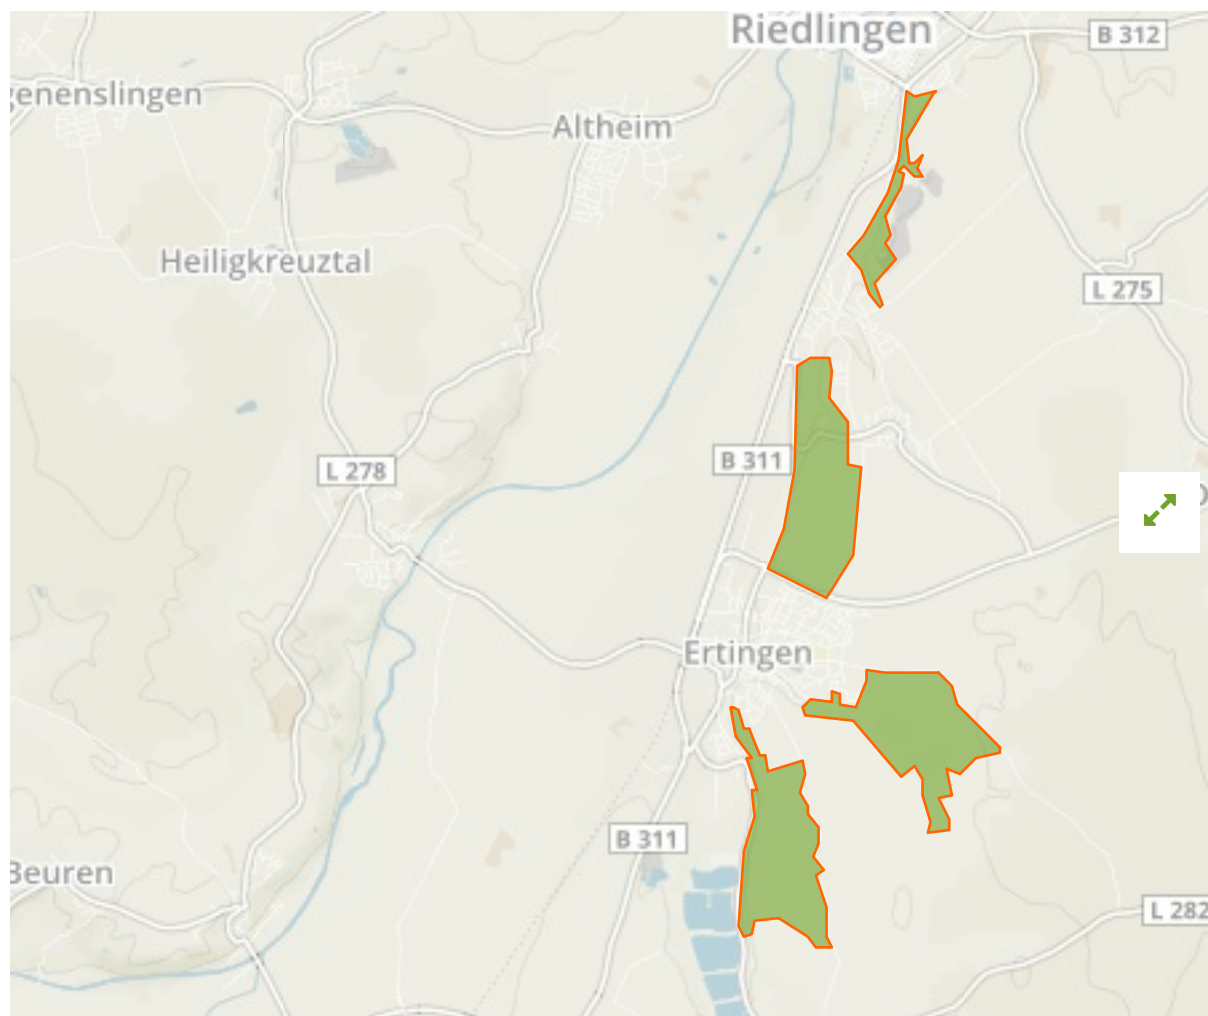 Riedlingen
B 312
genenslingen
Altheim
Heiligkreuztal
L 275
B 311
L 278
Ertingen
B 311
Beuren
L 282